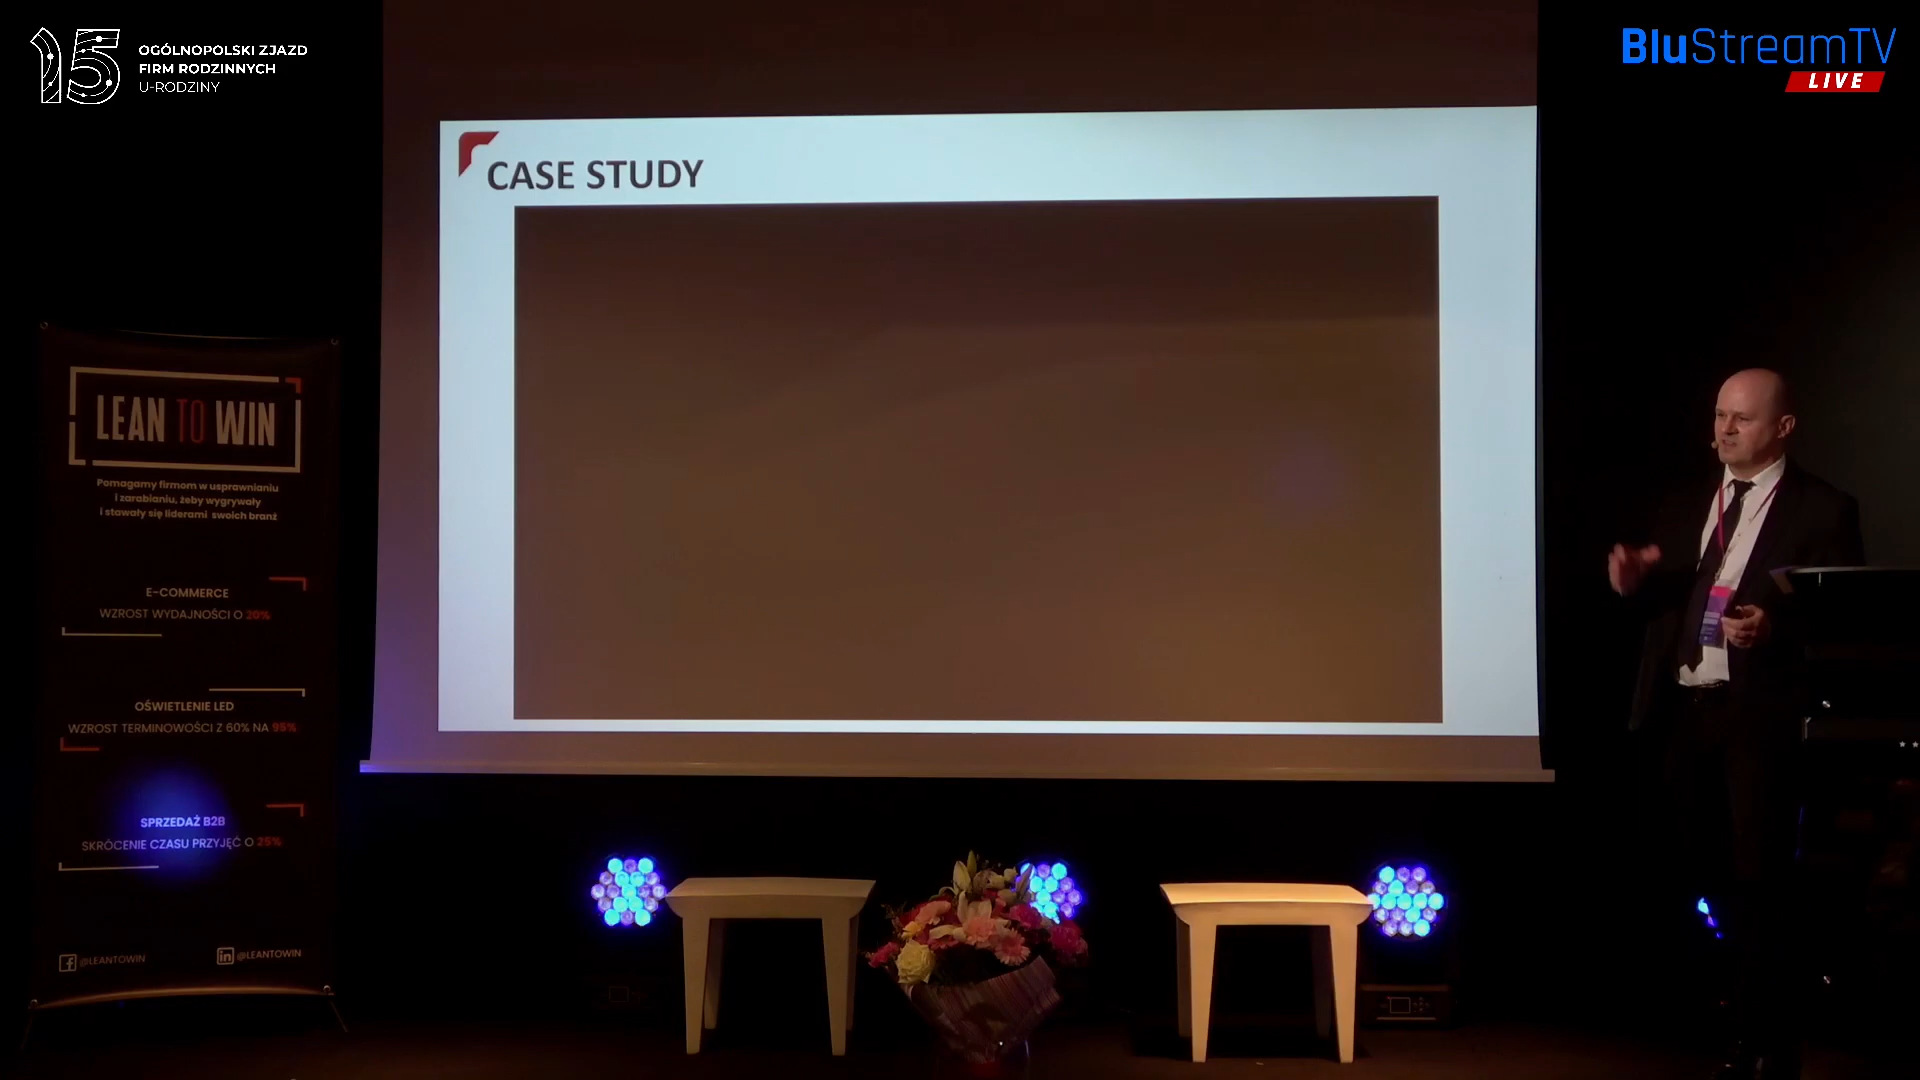 15
OGÓLNOPOLSKI ZJAZD
FIRM RODZINNYCH
U-RODZINY
BluStreamTV
LIVE
CASE STUDY
LEAN TO WIN
Pomagamy firmom w usprawnianiu
i zarabianiu, żeby wygrywały
i stawały się liderami swoich branż
E-COMMERCE
WZROST WYDAJNOŚCI O 20%
OŚWIETLENIE LED
WZROST TERMINOWOŚCI Z 60% NA 95%
SPRZEDAŻ B2B
SKRÓCENIE CZASU PRZYJĘĆ O 25%
@LEANTOWIN
@LEANTOWIN